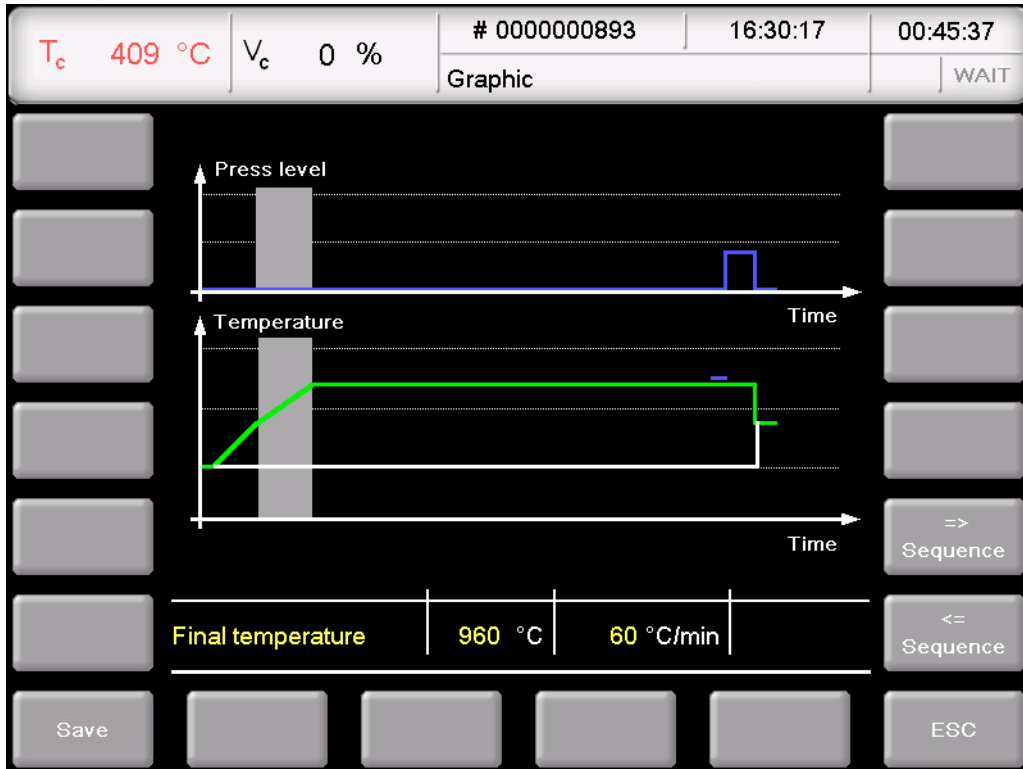 Tc 409 °C Vc 0 % # 0000000893 16:30:17 00:45:37
Graphic WAIT
Press level
Time
Temperature
Time
=>
Sequence
Final temperature 960 °C 60 °C/min
<=
Sequence
Save ESC